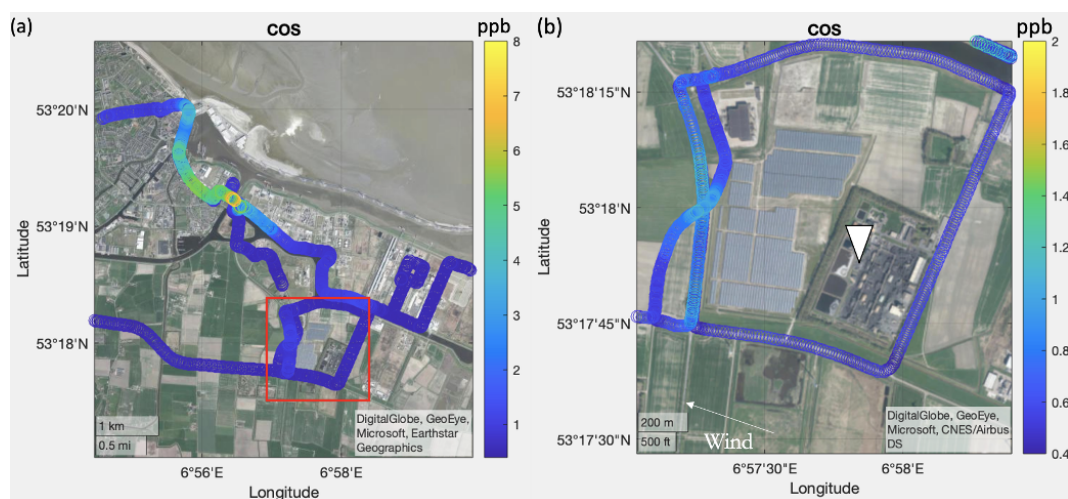 (a)
COS
ppb
8
7
6
5
4
3
2
1
53°20'N
53°19'N
53°18'N
Latitude
1 km
0.5 mi
DigitalGlobe, GeoEye,
Microsoft, Earthstar
Geographics
6°56'E
6°58'E
Longitude
(b)
COS
ppb
2
1.8
1.6
1.4
1.2
1
0.8
0.6
0.4
53°18'15"N
53°18'N
53°17'45"N
53°17'30"N
Latitude
200 m
500 ft
Wind
DigitalGlobe, GeoEye,
Microsoft, CNES/Airbus
DS
6°57'30"E
6°58'E
Longitude